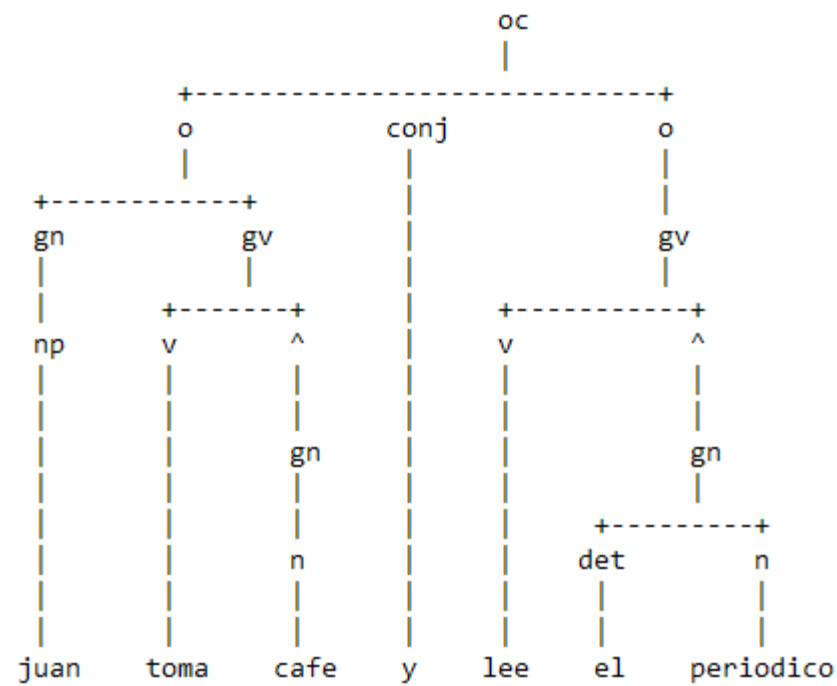 oc
o conj o
gn gv gv
np v ^ v ^
gn gn
n det n
juan toma cafe y lee el periodico